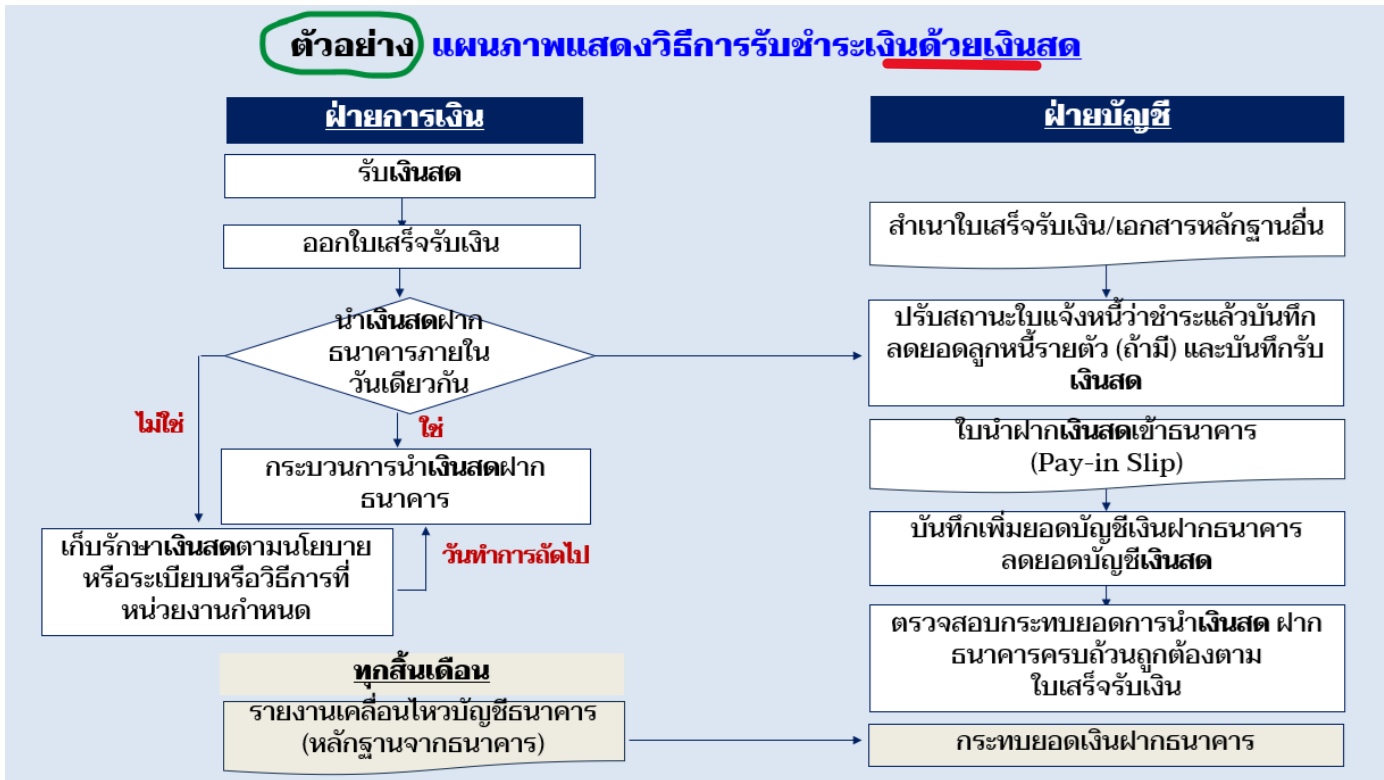 ตัวอย่าง แผนภาพแสดงวิธีการรับชำระเงินด้วยเงินสด
ฝ่ายการเงิน
รับเงินสด
ออกใบเสร็จรับเงิน
นำเงินสดฝาก
ธนาคารภายใน
วันเดียวกัน
ไม่ใช่
ใช่
กระบวนการนำเงินสดฝาก
ธนาคาร
เก็บรักษาเงินสดตามนโยบาย
หรือระเบียบหรือวิธีการที่
หน่วยงานกำหนด
วันทำการถัดไป
ทุกสิ้นเดือน
รายงานเคลื่อนไหวบัญชีธนาคาร
(หลักฐานจากธนาคาร)
ฝ่ายบัญชี
สำเนาใบเสร็จรับเงิน/เอกสารหลักฐานอื่น
ปรับสถานะใบแจ้งหนี้ว่าชำระแล้วบันทึก
ลดยอดลูกหนี้รายตัว (ถ้ามี) และบันทึกรับ
เงินสด
ใบนำฝากเงินสดเข้าธนาคาร
(Pay-in Slip)
บันทึกเพิ่มยอดบัญชีเงินฝากธนาคาร
ลดยอดบัญชีเงินสด
ตรวจสอบกระทบยอดการนำเงินสด ฝาก
ธนาคารครบถ้วนถูกต้องตาม
ใบเสร็จรับเงิน
กระทบยอดเงินฝากธนาคาร